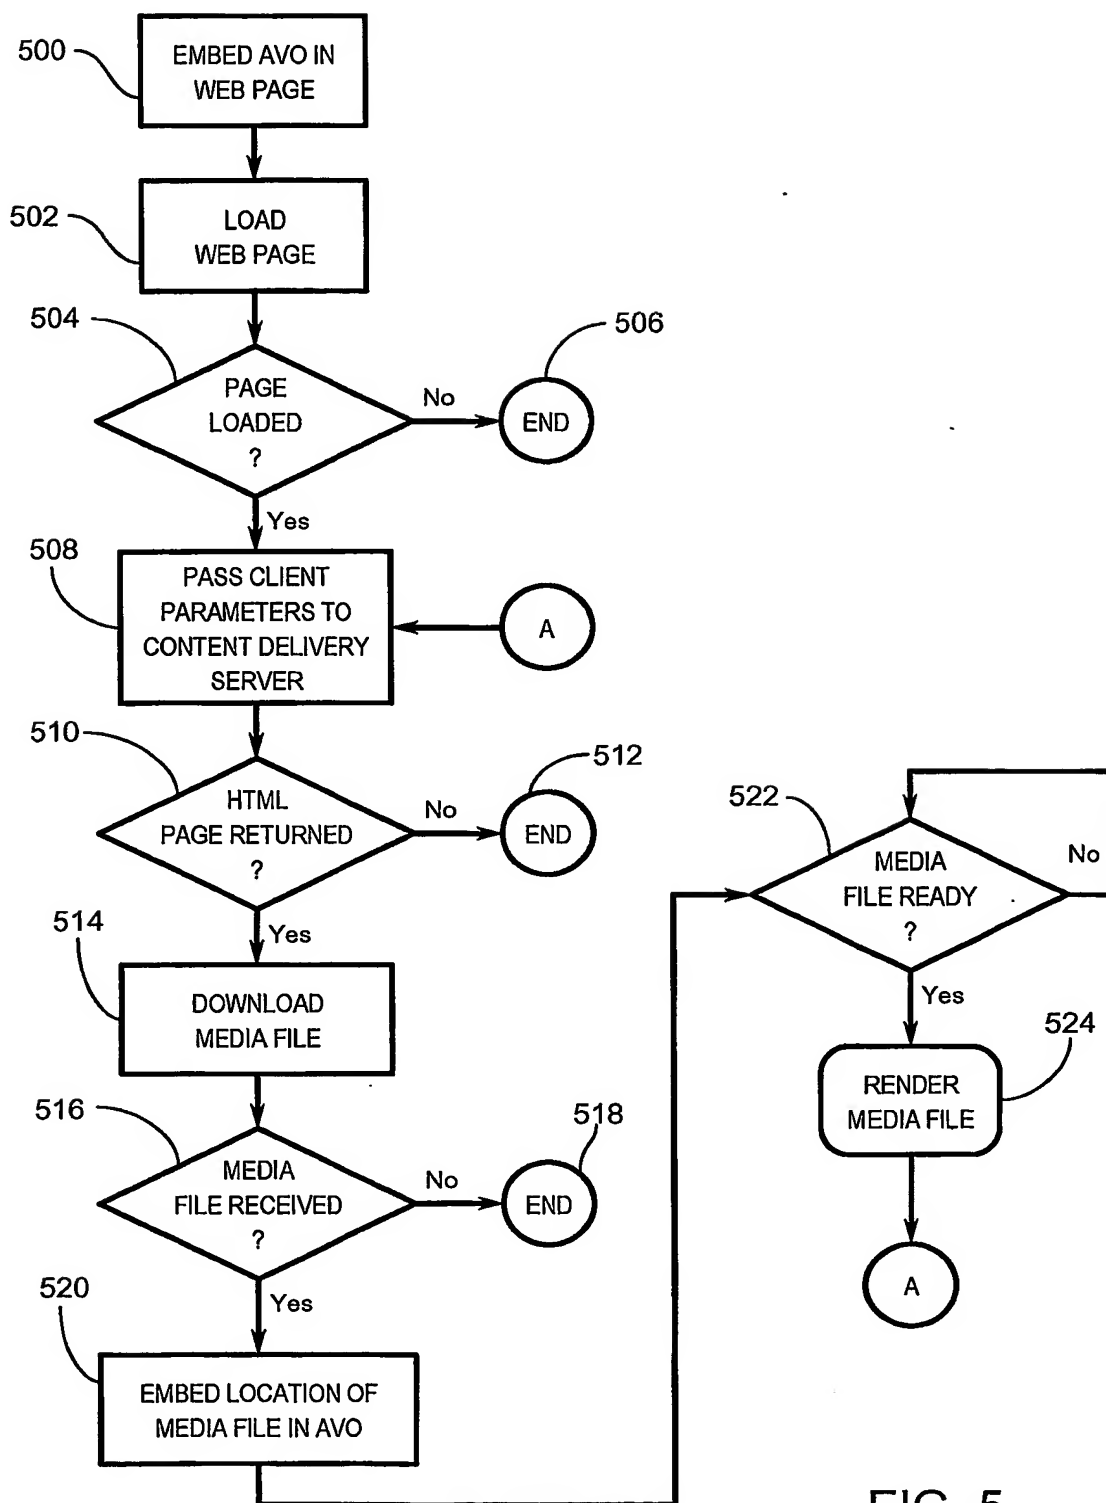 500
EMBED AVO IN
WEB PAGE
502
LOAD
WEB PAGE
504
PAGE
LOADED
?
No
506
END
Yes
508
PASS CLIENT
PARAMETERS TO
CONTENT DELIVERY
SERVER
A
510
HTML
PAGE RETURNED
?
No
512
END
Yes
514
DOWNLOAD
MEDIA FILE
516
MEDIA
FILE RECEIVED
?
No
518
END
Yes
520
EMBED LOCATION OF
MEDIA FILE IN AVO
522
MEDIA
FILE READY
?
No
Yes
524
RENDER
MEDIA FILE
A
FIG. 5